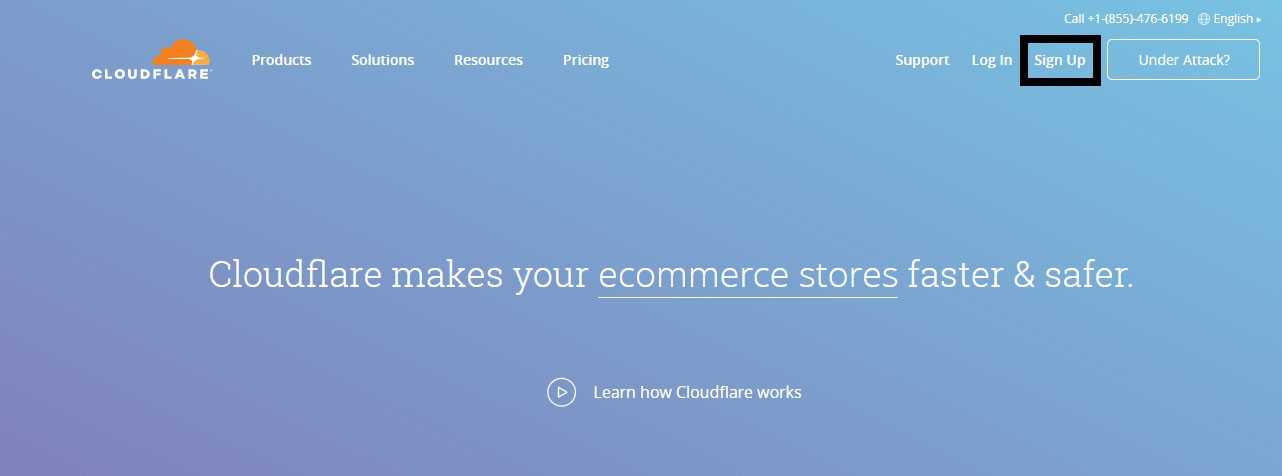 Call +1-(855)-476-6199 English ▸
CLOUDFLARE Products Solutions Resources Pricing Support Log In Sign Up Under Attack?
Cloudflare makes your ecommerce stores faster & safer.
Learn how Cloudflare works